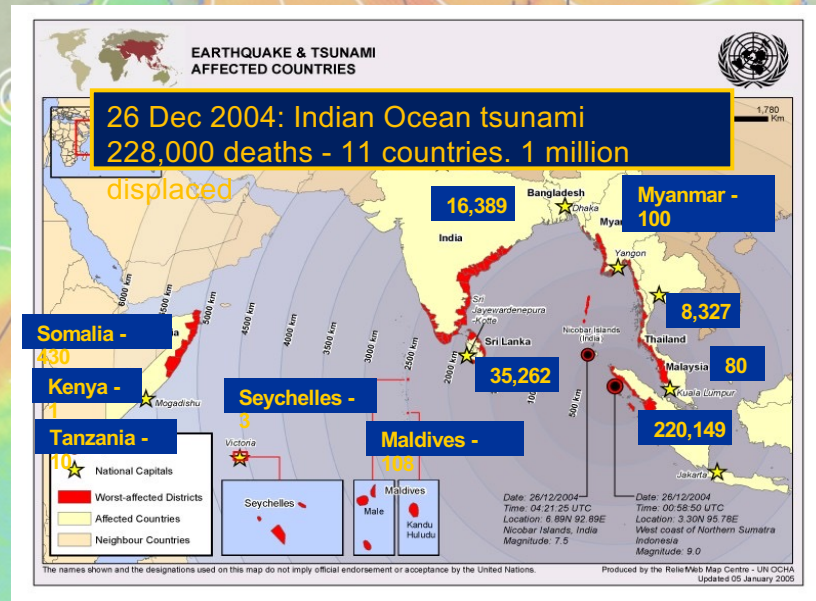 EARTHQUAKE & TSUNAMI
AFFECTED COUNTRIES
26 Dec 2004: Indian Ocean tsunami
228,000 deaths - 11 countries. 1 million
displaced
1,780
Km
Bangladesh
Dhaka
16,389
Myanmar -
100
India
Yangon
6000 km
5000 km
4500 km
4000 km
3500 km
3000 km
2500 km
2000 km
500 km
Sri
Jayewardenepura
-Kotte
Sri Lanka
35,262
Nicobar Islands
(India)
8,327
Thailand
Malaysia
80
Kuala Lumpur
220,149
Jakarta
Somalia -
430
Kenya -
1
Mogadishu
Tanzania -
10
Seychelles -
3
Victoria
Maldives -
108
National Capitals
Worst-affected Districts
Affected Countries
Neighbour Countries
Seychelles
Maldives
Male
Kandu
Huludu
Date: 26/12/2004
Time: 04:21:25 UTC
Location: 6.89N 92.89E
Nicobar Islands, India
Magnitude: 7.5
Date: 26/12/2004
Time: 00:58:50 UTC
Location: 3.30N 95.78E
West coast of Northern Sumatra
Indonesia
Magnitude: 9.0
The names shown and the designations used on this map do not imply official endorsement or acceptance by the United Nations.
Produced by the ReliefWeb Map Centre - UN OCHA
Updated 05 January 2005